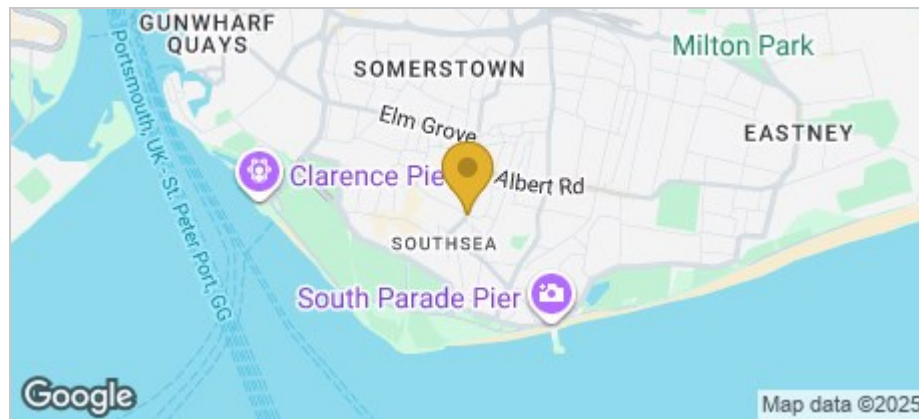 GUNWHARF
QUAYS
Milton Park
SOMERSTOWN
Elm Grove
EASTNEY
Portsmouth, UK - St. Peter Port, GG
Clarence Pie
Albert Rd
SOUTHSEA
South Parade Pier
Google
Map data ©2025